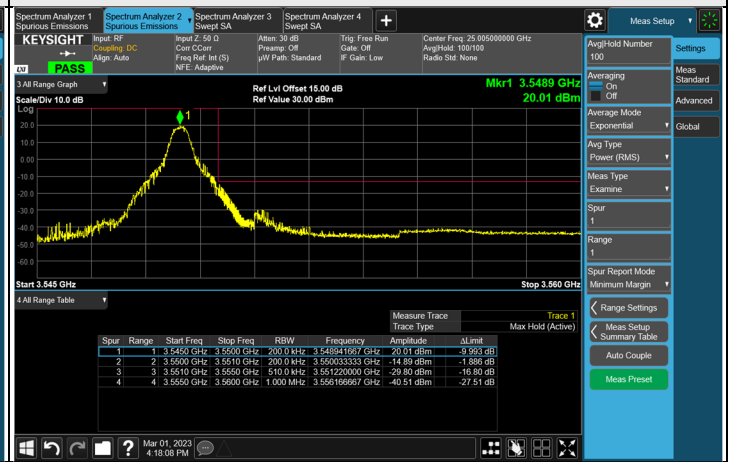 Spectrum Analyzer 1
Spurious Emissions
Spectrum Analyzer 2
Spurious Emissions
Spectrum Analyzer 3
Swept SA
Spectrum Analyzer 4
Swept SA
Meas Setup
KEYSIGHT
Input: RF
Coupling: DC
Align: Auto
Input Z: 50 Ω
Corr CCorr
Freq Ref: Int (S)
NFE: Adaptive
Atten: 30 dB
Preamp: Off
µW Path: Standard
Trig: Free Run
Gate: Off
IF Gain: Low
Center Freq: 25.005000000 GHz
Avg|Hold: 100/100
Radio Std: None
LXI
PASS
3 All Range Graph
Scale/Div 10.0 dB
Ref Lvl Offset 15.00 dB
Ref Value 30.00 dBm
Mkr1 3.5489 GHz
20.01 dBm
Log
1
20.0
10.0
0.00
-10.0
-20.0
-30.0
-40.0
-50.0
-60.0
Start 3.545 GHz
Stop 3.560 GHz
4 All Range Table
Measure Trace Trace 1
Trace Type Max Hold (Active)
Spur Range Start Freq Stop Freq RBW Frequency Amplitude ΔLimit
1 1 3.5450 GHz 3.5500 GHz 200.0 kHz 3.548941667 GHz 20.01 dBm -9.993 dB
2 2 3.5500 GHz 3.5510 GHz 200.0 kHz 3.550033333 GHz -14.89 dBm -1.886 dB
3 3 3.5510 GHz 3.5550 GHz 510.0 kHz 3.551220000 GHz -29.80 dBm -16.80 dB
4 4 3.5550 GHz 3.5600 GHz 1.000 MHz 3.556166667 GHz -40.51 dBm -27.51 dB
Avg|Hold Number
100
Averaging
On
Off
Average Mode
Exponential
Avg Type
Power (RMS)
Meas Type
Examine
Spur
1
Range
1
Spur Report Mode
Minimum Margin
Range Settings
Meas Setup
Summary Table
Auto Couple
Meas Preset
Settings
Meas
Standard
Advanced
Global
Mar 01, 2023
4:18:08 PM